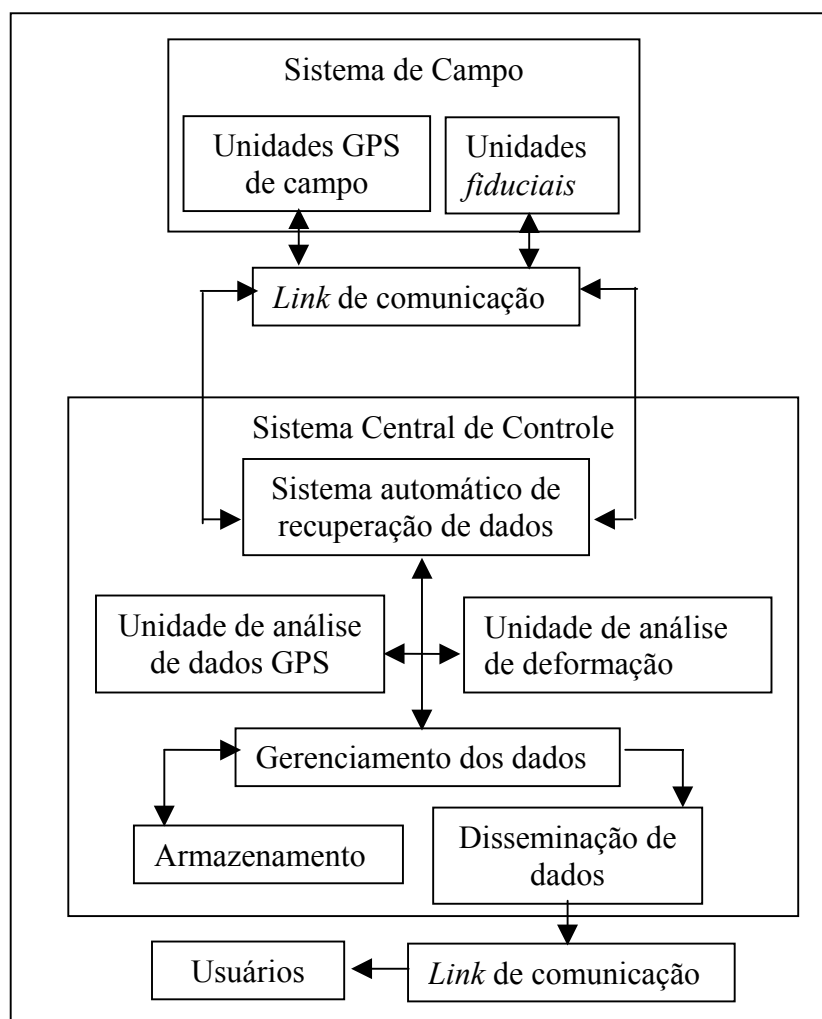 Sistema de Campo
Unidades GPS
de campo
Unidades
fiduciais
Link de comunicação
Sistema Central de Controle
Sistema automático de
recuperação de dados
Unidade de análise
de dados GPS
Unidade de análise
de deformação
Gerenciamento dos dados
Armazenamento
Disseminação de
dados
Usuários
Link de comunicação